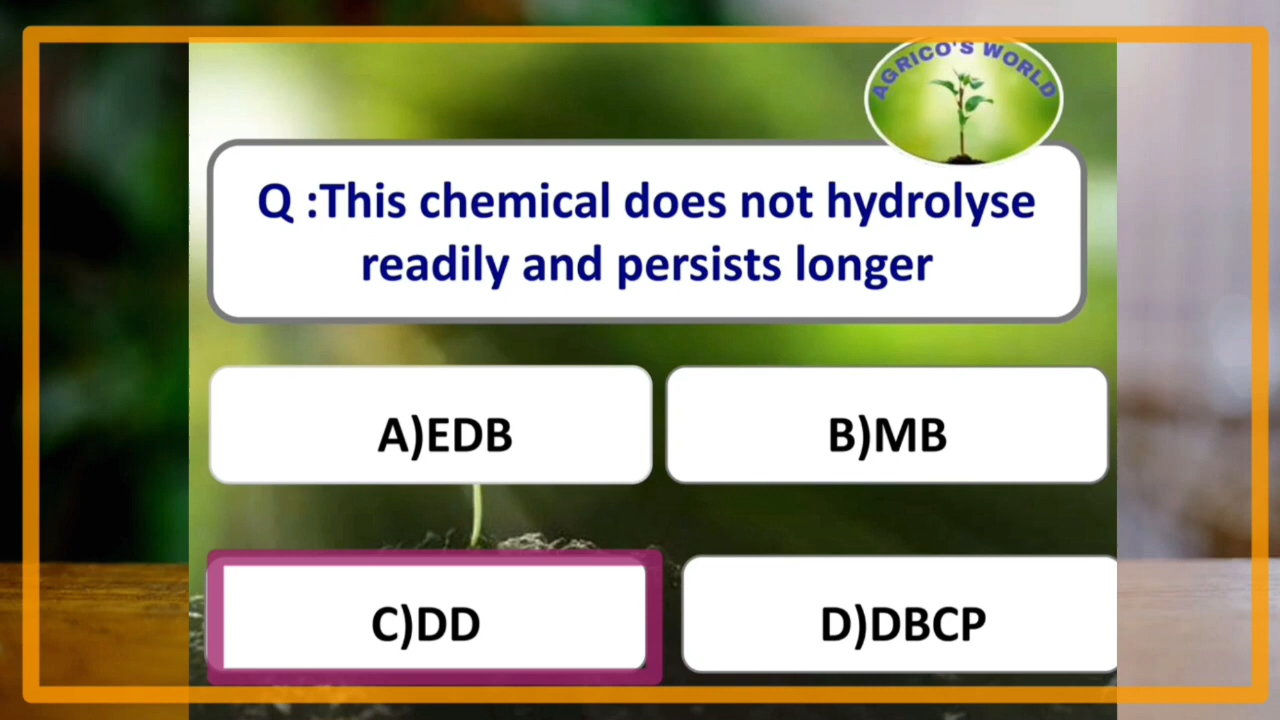 AGRICO'S WORLD
Q :This chemical does not hydrolyse
readily and persists longer
A)EDB
B)MB
C)DD
D)DBCP